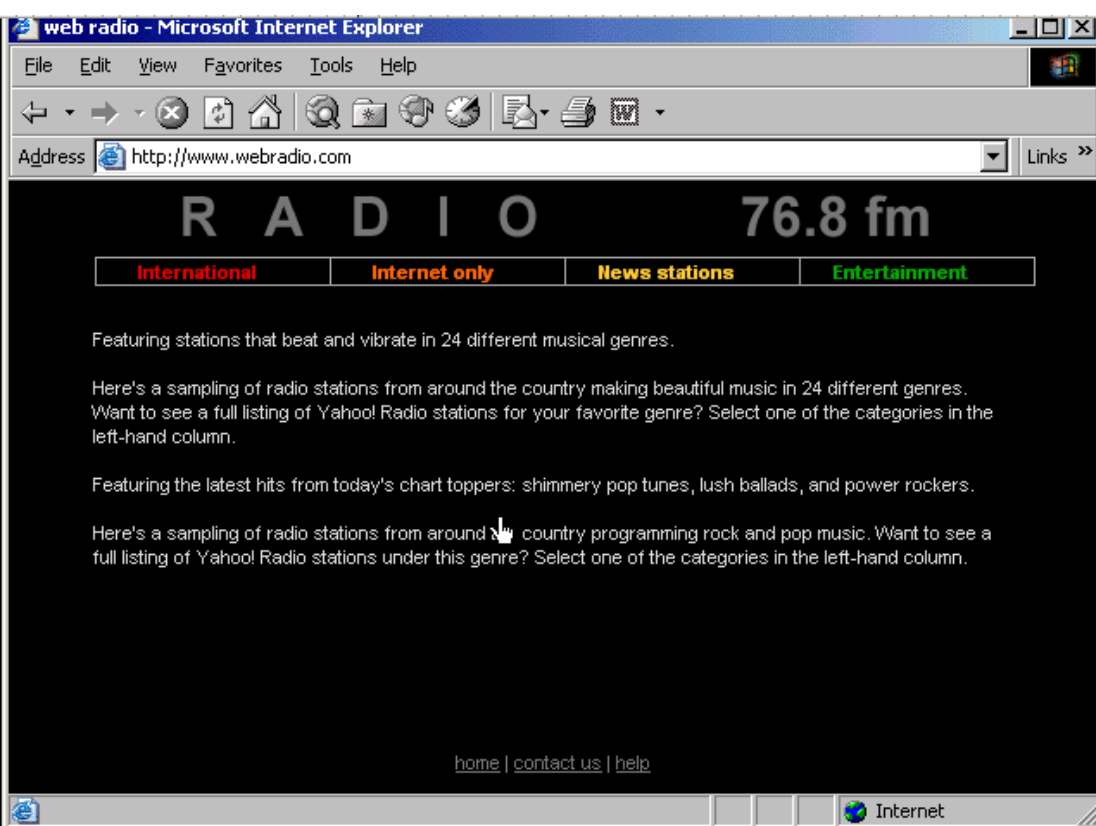 web radio - Microsoft Internet Explorer
File Edit View Favorites Tools Help
Address http://www.webradio.com Links »
R A D I O 76.8 fm
International Internet only News stations Entertainment
Featuring stations that beat and vibrate in 24 different musical genres.
Here's a sampling of radio stations from around the country making beautiful music in 24 different genres.
Want to see a full listing of Yahoo! Radio stations for your favorite genre? Select one of the categories in the
left-hand column.
Featuring the latest hits from today's chart toppers: shimmery pop tunes, lush ballads, and power rockers.
Here's a sampling of radio stations from around country programming rock and pop music. Want to see a
full listing of Yahoo! Radio stations under this genre? Select one of the categories in the left-hand column.
home | contact us | help
Internet